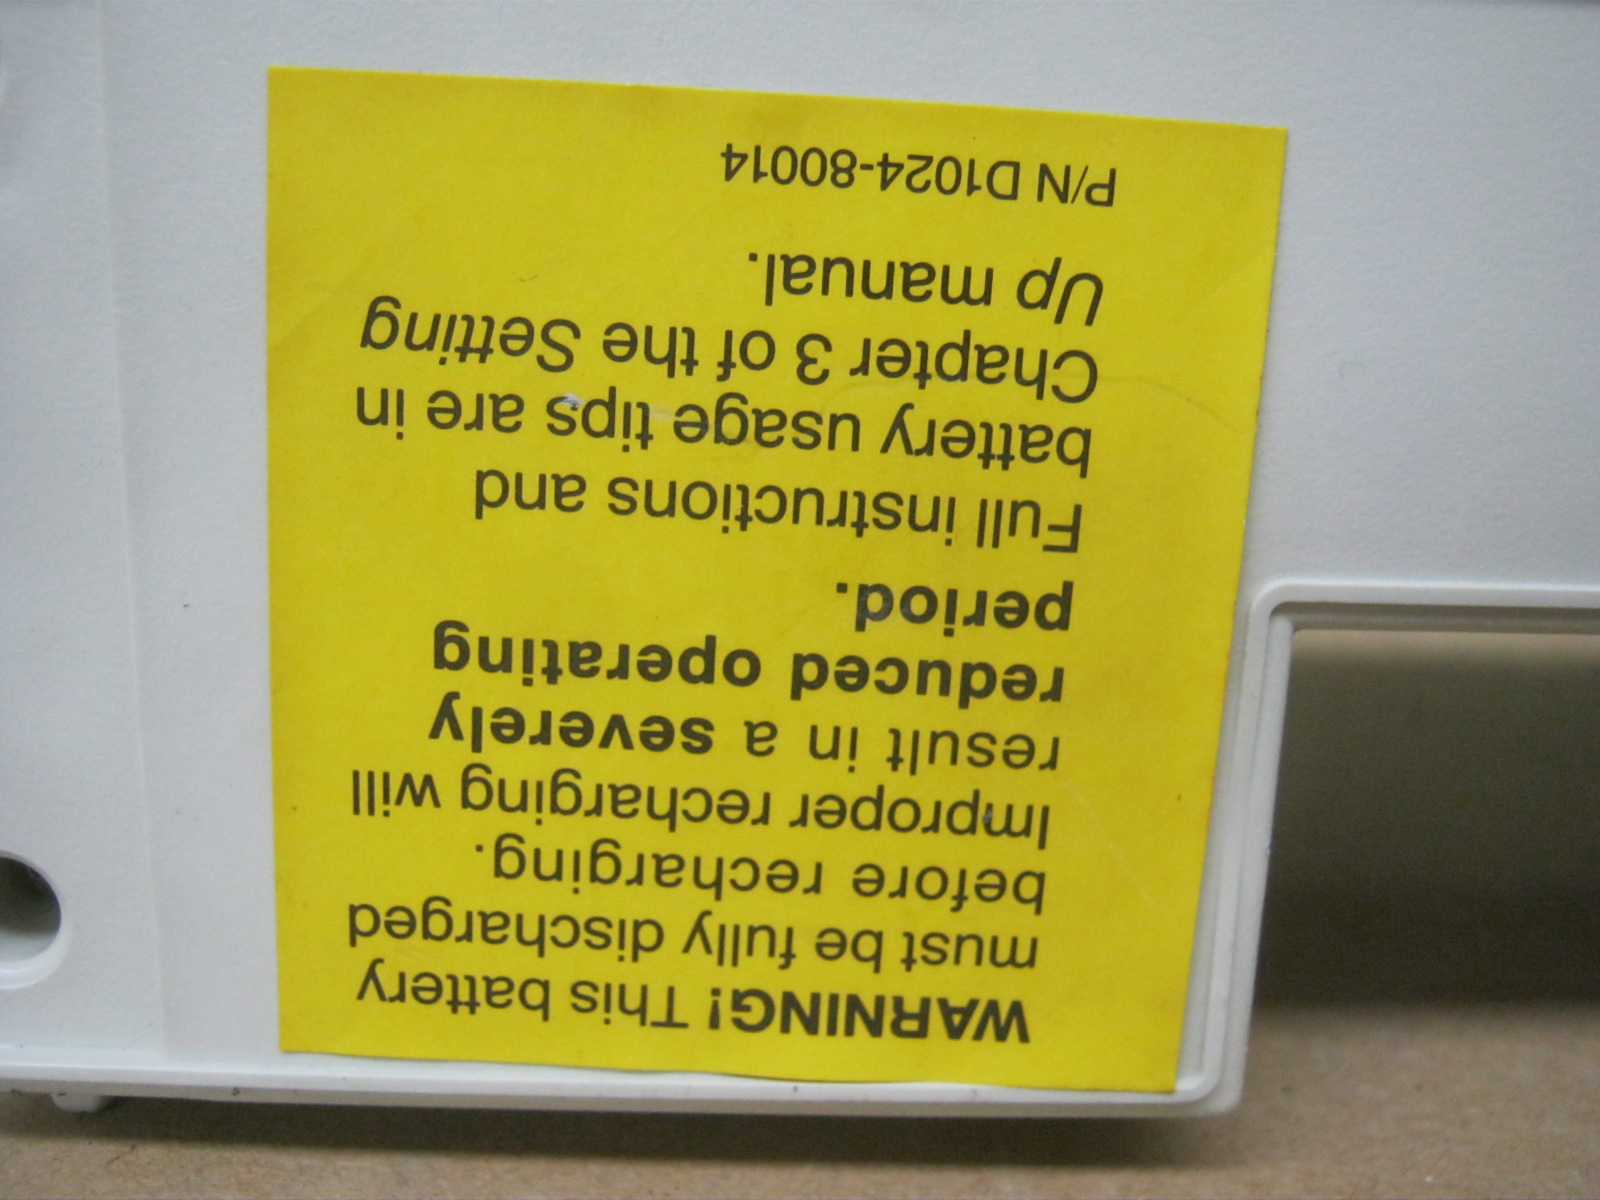 WARNING! This battery
must be fully discharged
before recharging.
Improper recharging will
result in a severely
reduced operating
period.
Full instructions and
battery usage tips are in
Chapter 3 of the Setting
Up manual.
P/N D1024-80014